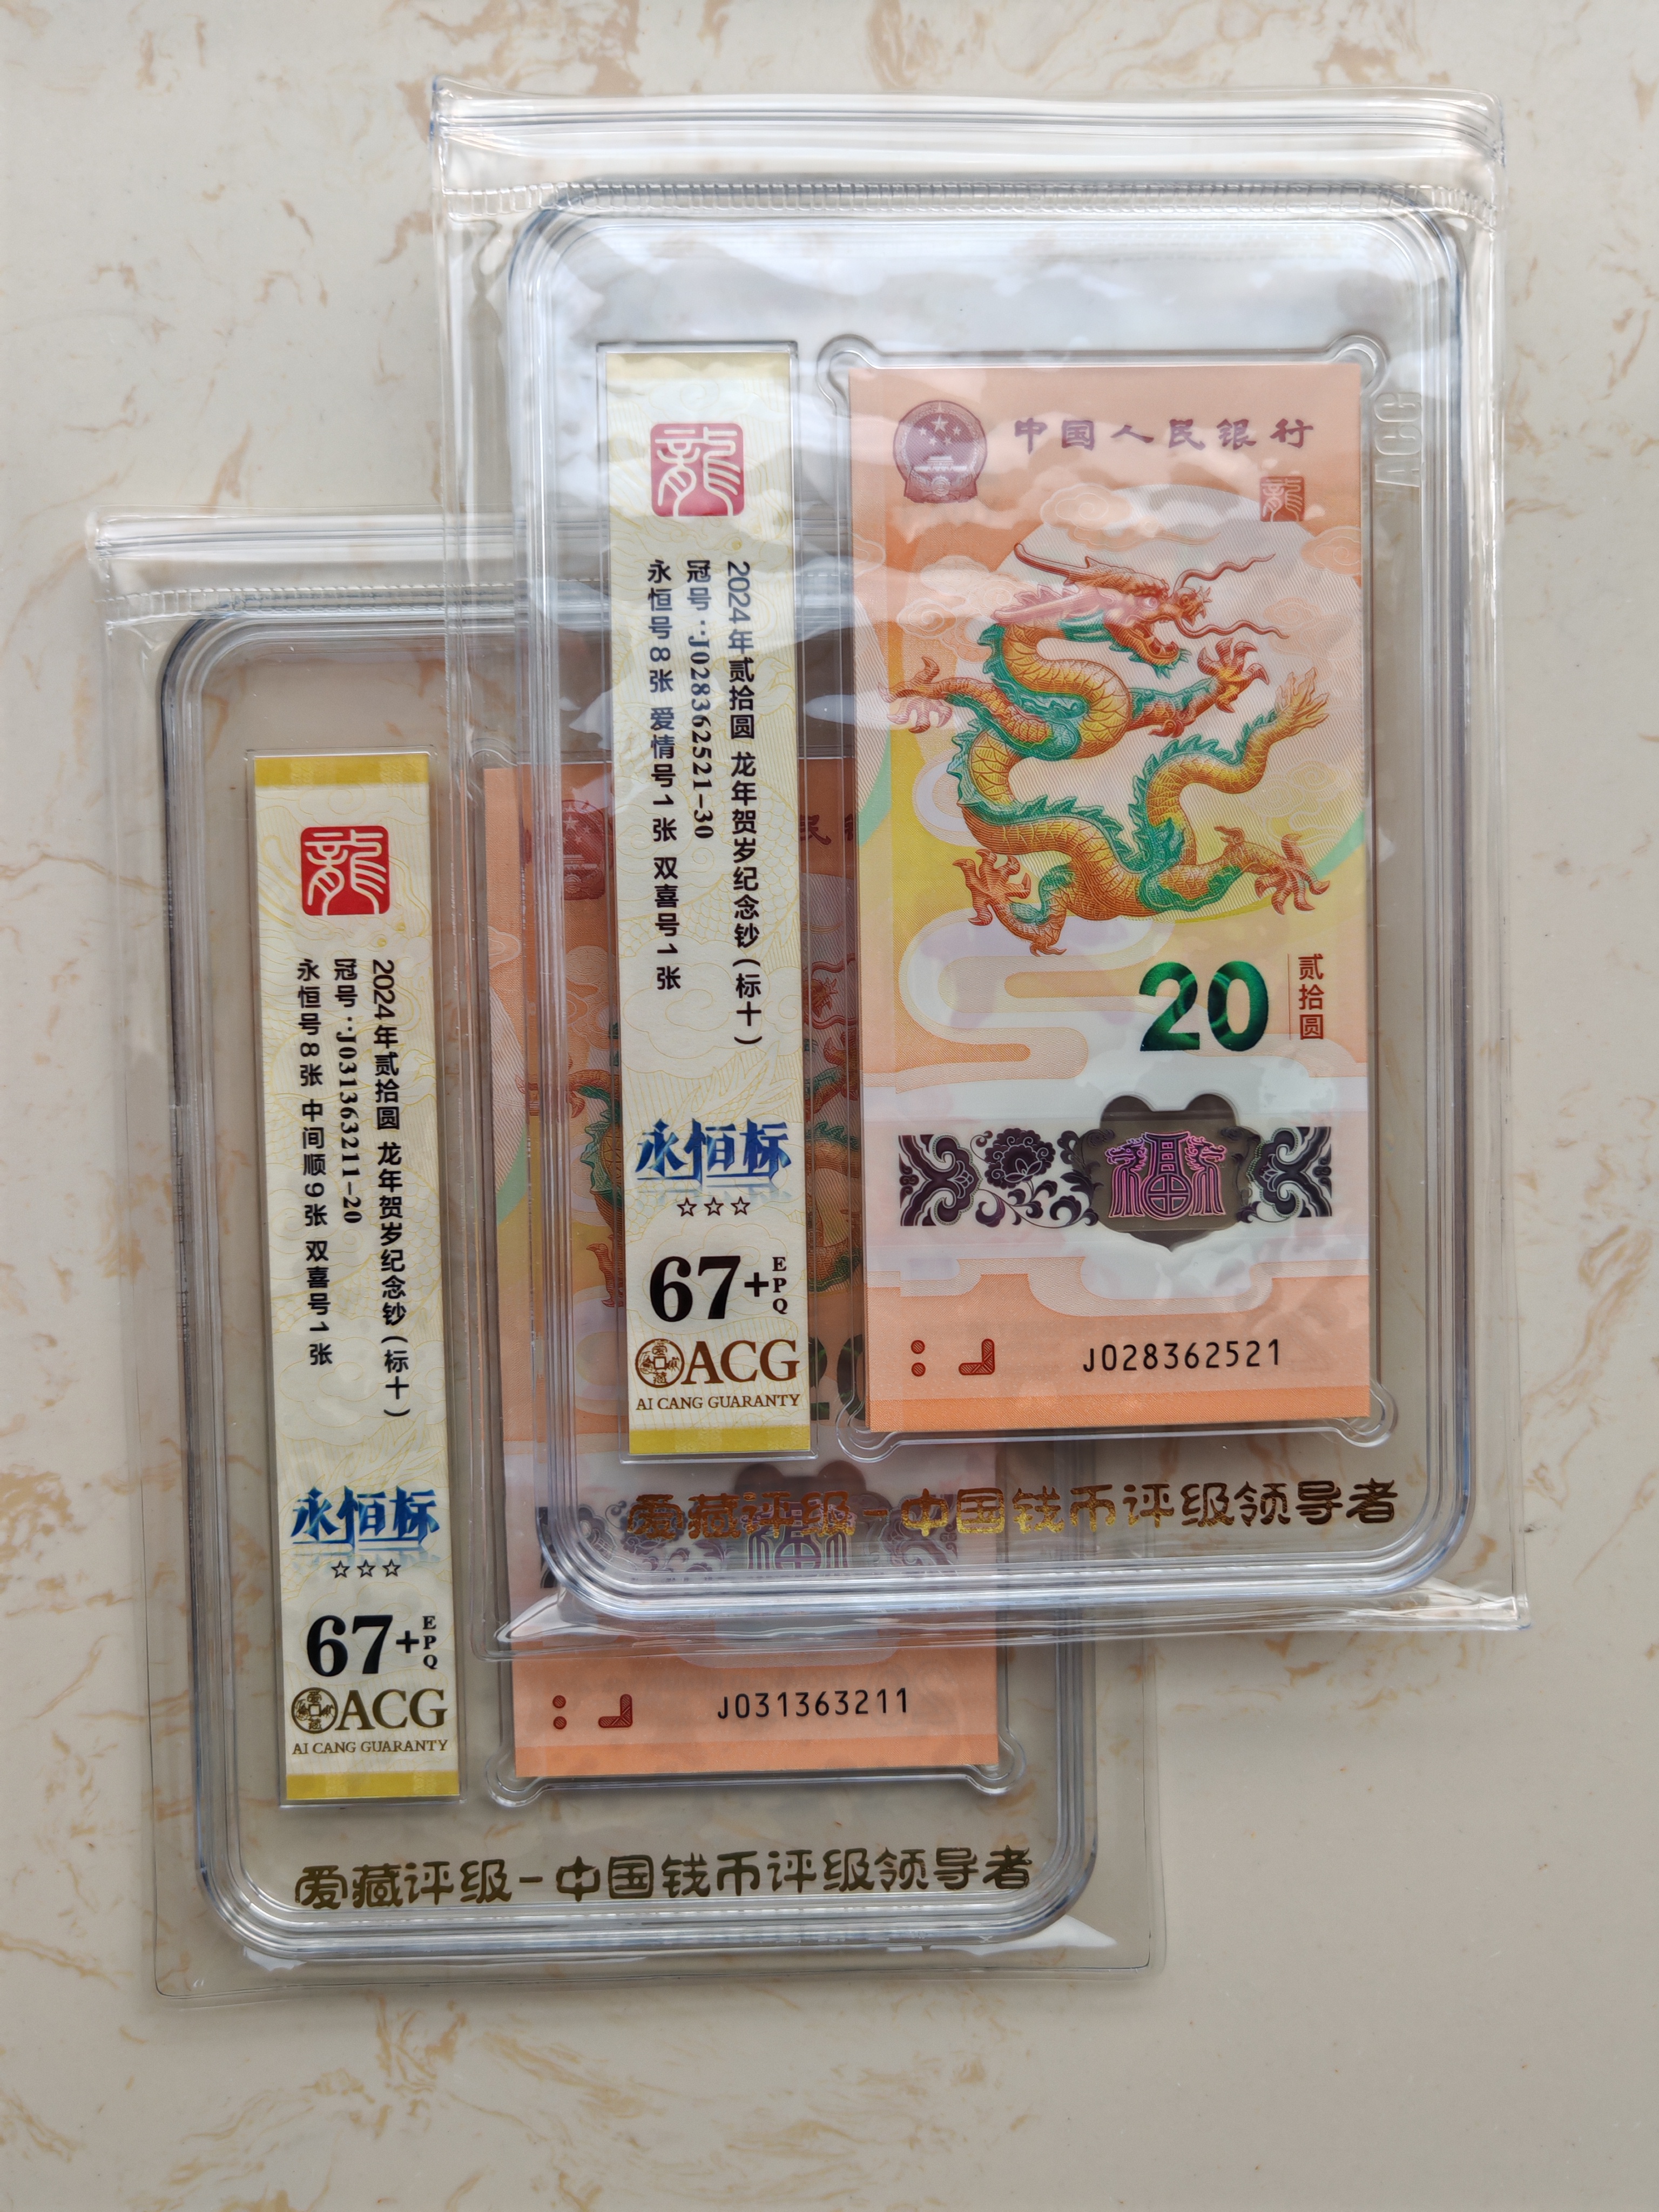 中国人民银行
龍
龍
ACG
2024年贰拾圆 龙年贺岁纪念钞(标十)
冠号:J028362521-30
永恒号8张 爱情号1张 双喜号1张
永恒标
☆☆☆
67+
EPQ
ACG
AI CANG GUARANTY
20
贰拾圆
J028362521
爱藏评级-中国钱币评级领导者
龍
2024年贰拾圆 龙年贺岁纪念钞(标十)
冠号:J031363211-20
永恒号8张 中间顺9张 双喜号1张
永恒标
☆☆☆
67+
EPQ
ACG
AI CANG GUARANTY
J031363211
爱藏评级-中国钱币评级领导者